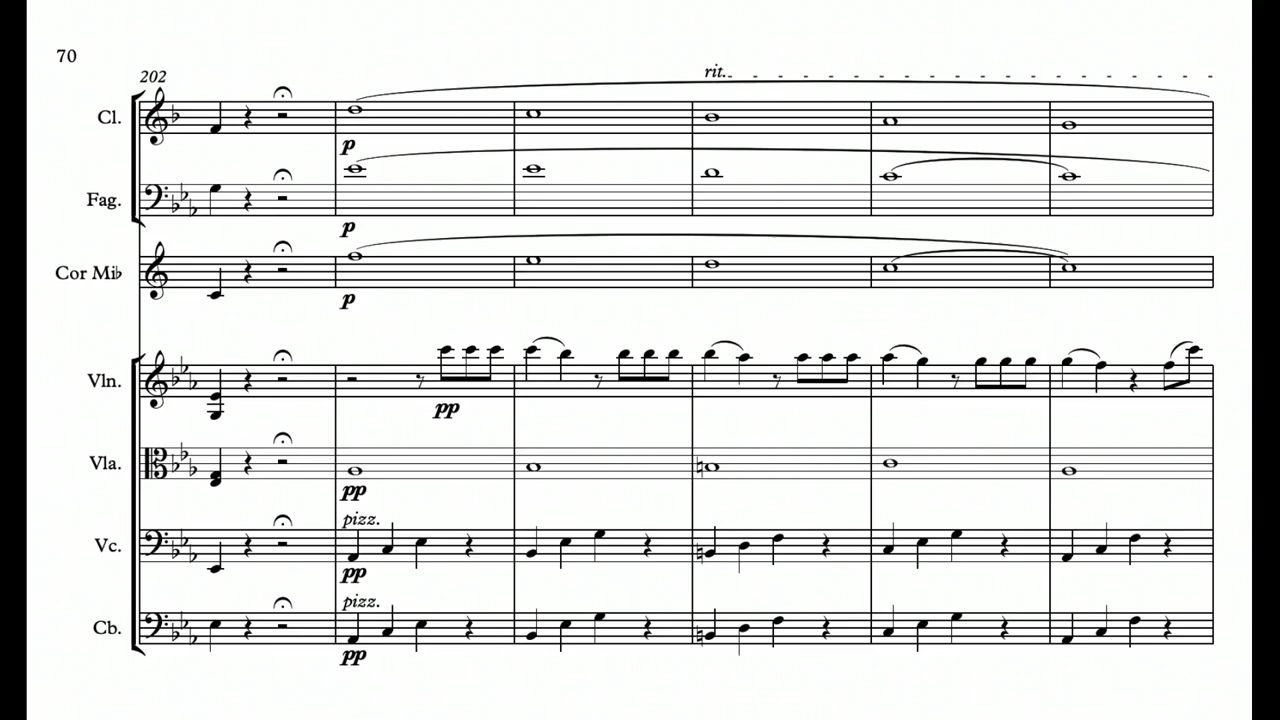 70
202
rit.
Cl.
p
Fag.
p
Cor Mi♭
p
Vln.
pp
Vla.
pp
pizz.
Vc.
pp
pizz.
Cb.
pp